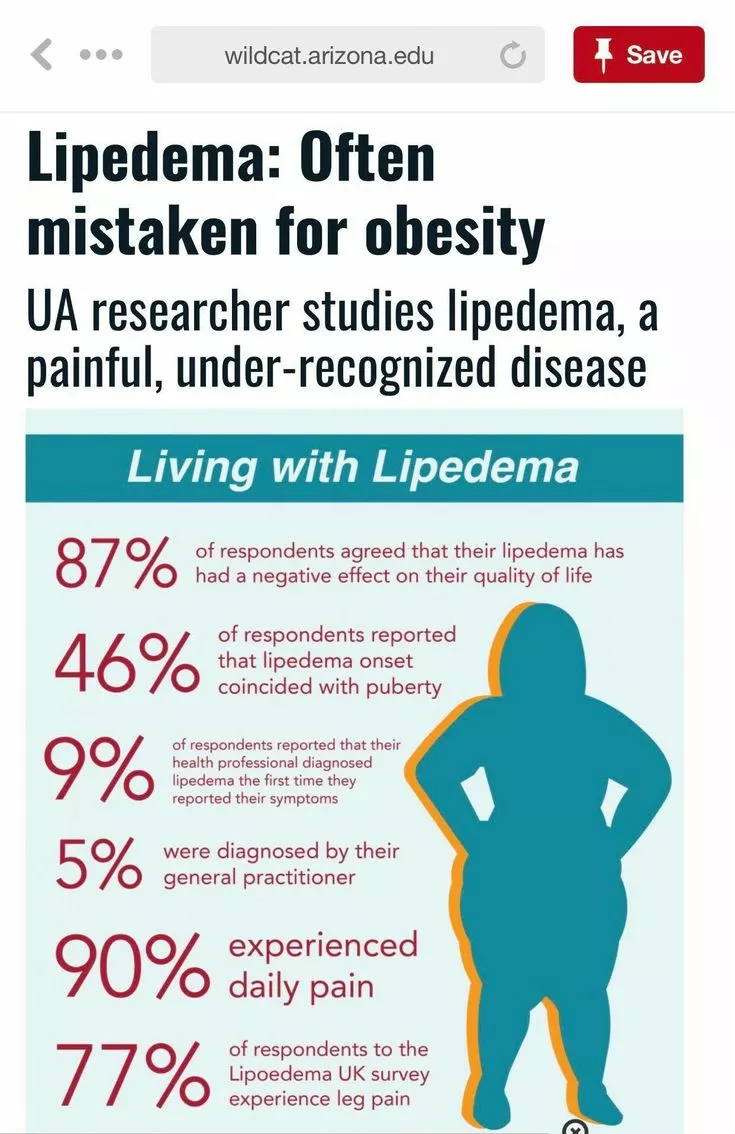 wildcat.arizona.edu
Save
Lipedema: Often
mistaken for obesity
UA researcher studies lipedema, a
painful, under-recognized disease
Living with Lipedema
87%
of respondents agreed that their lipedema has
had a negative effect on their quality of life
46%
of respondents reported
that lipedema onset
coincided with puberty
9%
of respondents reported that their
health professional diagnosed
lipedema the first time they
reported their symptoms
5%
were diagnosed by their
general practitioner
90%
experienced
daily pain
77%
of respondents to the
Lipoedema UK survey
experience leg pain